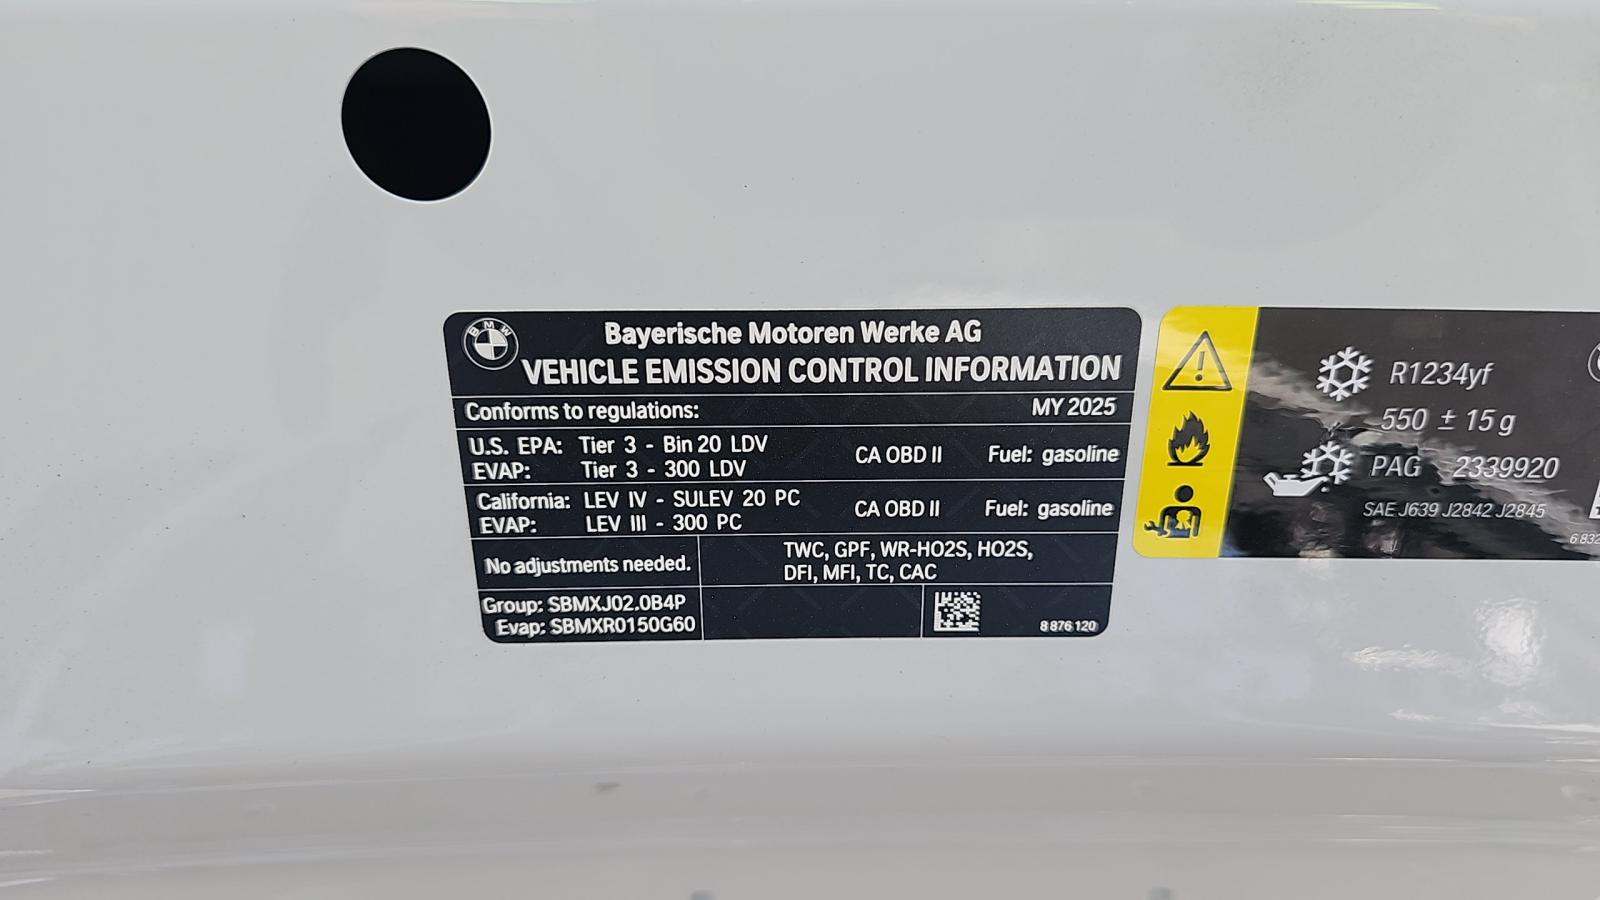 BMW
Bayerische Motoren Werke AG
VEHICLE EMISSION CONTROL INFORMATION
Conforms to regulations: MY 2025
U.S. EPA: Tier 3 - Bin 20 LDV
EVAP: Tier 3 - 300 LDV
CA OBD II Fuel: gasoline
California: LEV IV - SULEV 20 PC
EVAP: LEV III - 300 PC
CA OBD II Fuel: gasoline
No adjustments needed.
TWC, GPF, WR-HO2S, HO2S,
DFI, MFI, TC, CAC
Group: SBMXJ02.0B4P
Evap: SBMXR0150G60
8 876 120
R1234yf
550 ± 15 g
PAG 2339920
SAE J639 J2842 J2845